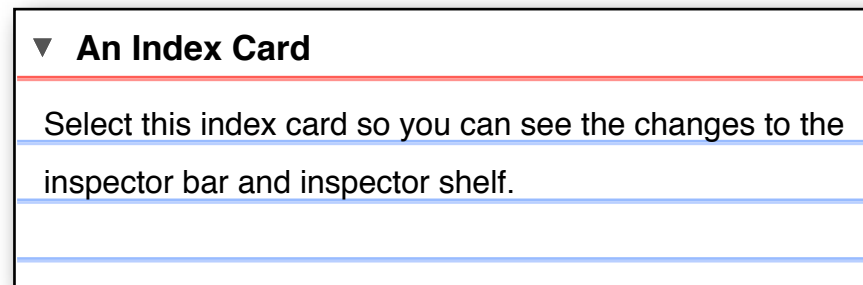 An Index Card
Select this index card so you can see the changes to the
inspector bar and inspector shelf.